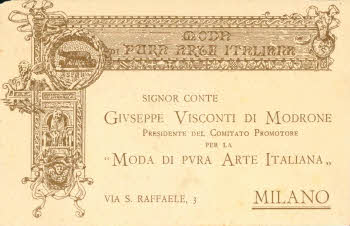 MODA
DI PURA ARTE ITALIANA
SIGNOR CONTE
GIVSEPPE VISCONTI DI MODRONE
PRESIDENTE DEL COMITATO PROMOTORE
PER LA
"MODA DI PVRA ARTE ITALIANA„
VIA S. RAFFAELE, 3
MILANO